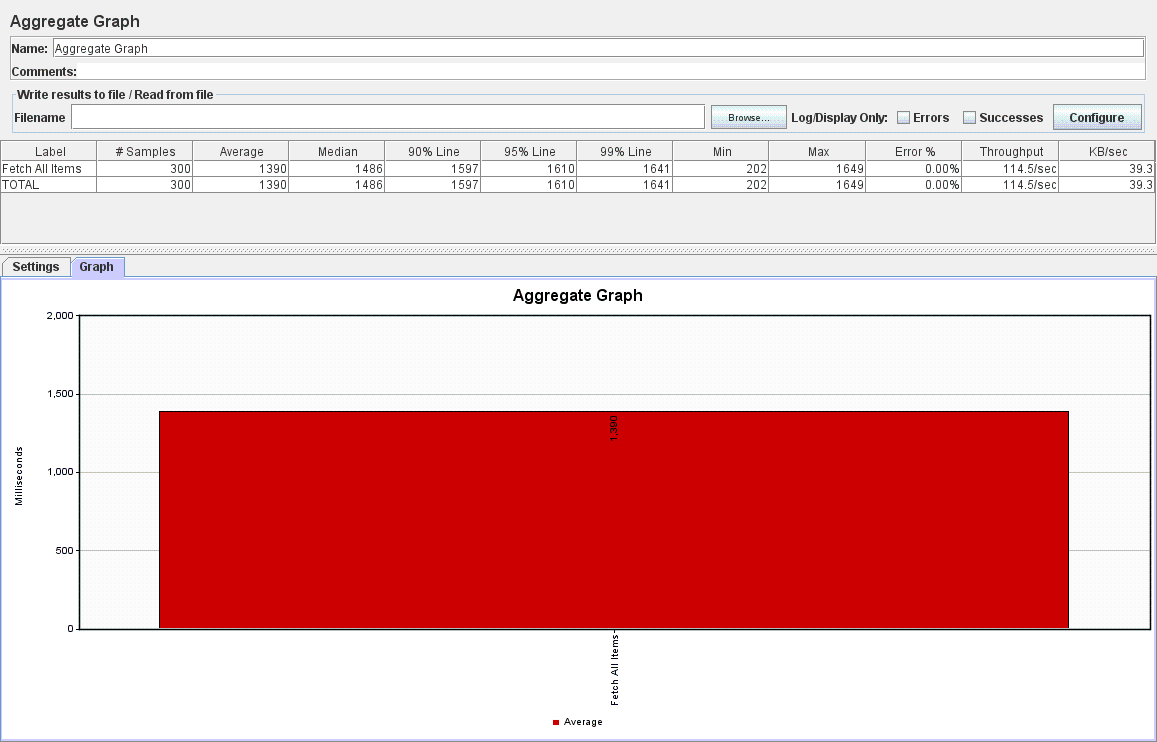 Aggregate Graph
Name: Aggregate Graph
Comments:
Write results to file / Read from file
Filename Browse... Log/Display Only: Errors Successes Configure
Label # Samples Average Median 90% Line 95% Line 99% Line Min Max Error % Throughput KB/sec
Fetch All Items 300 1390 1486 1597 1610 1641 202 1649 0.00% 114.5/sec 39.3
TOTAL 300 1390 1486 1597 1610 1641 202 1649 0.00% 114.5/sec 39.3
Settings Graph
Aggregate Graph
2,000
1,500
1,000
500
0
Milliseconds
1,390
Fetch All Items
Average